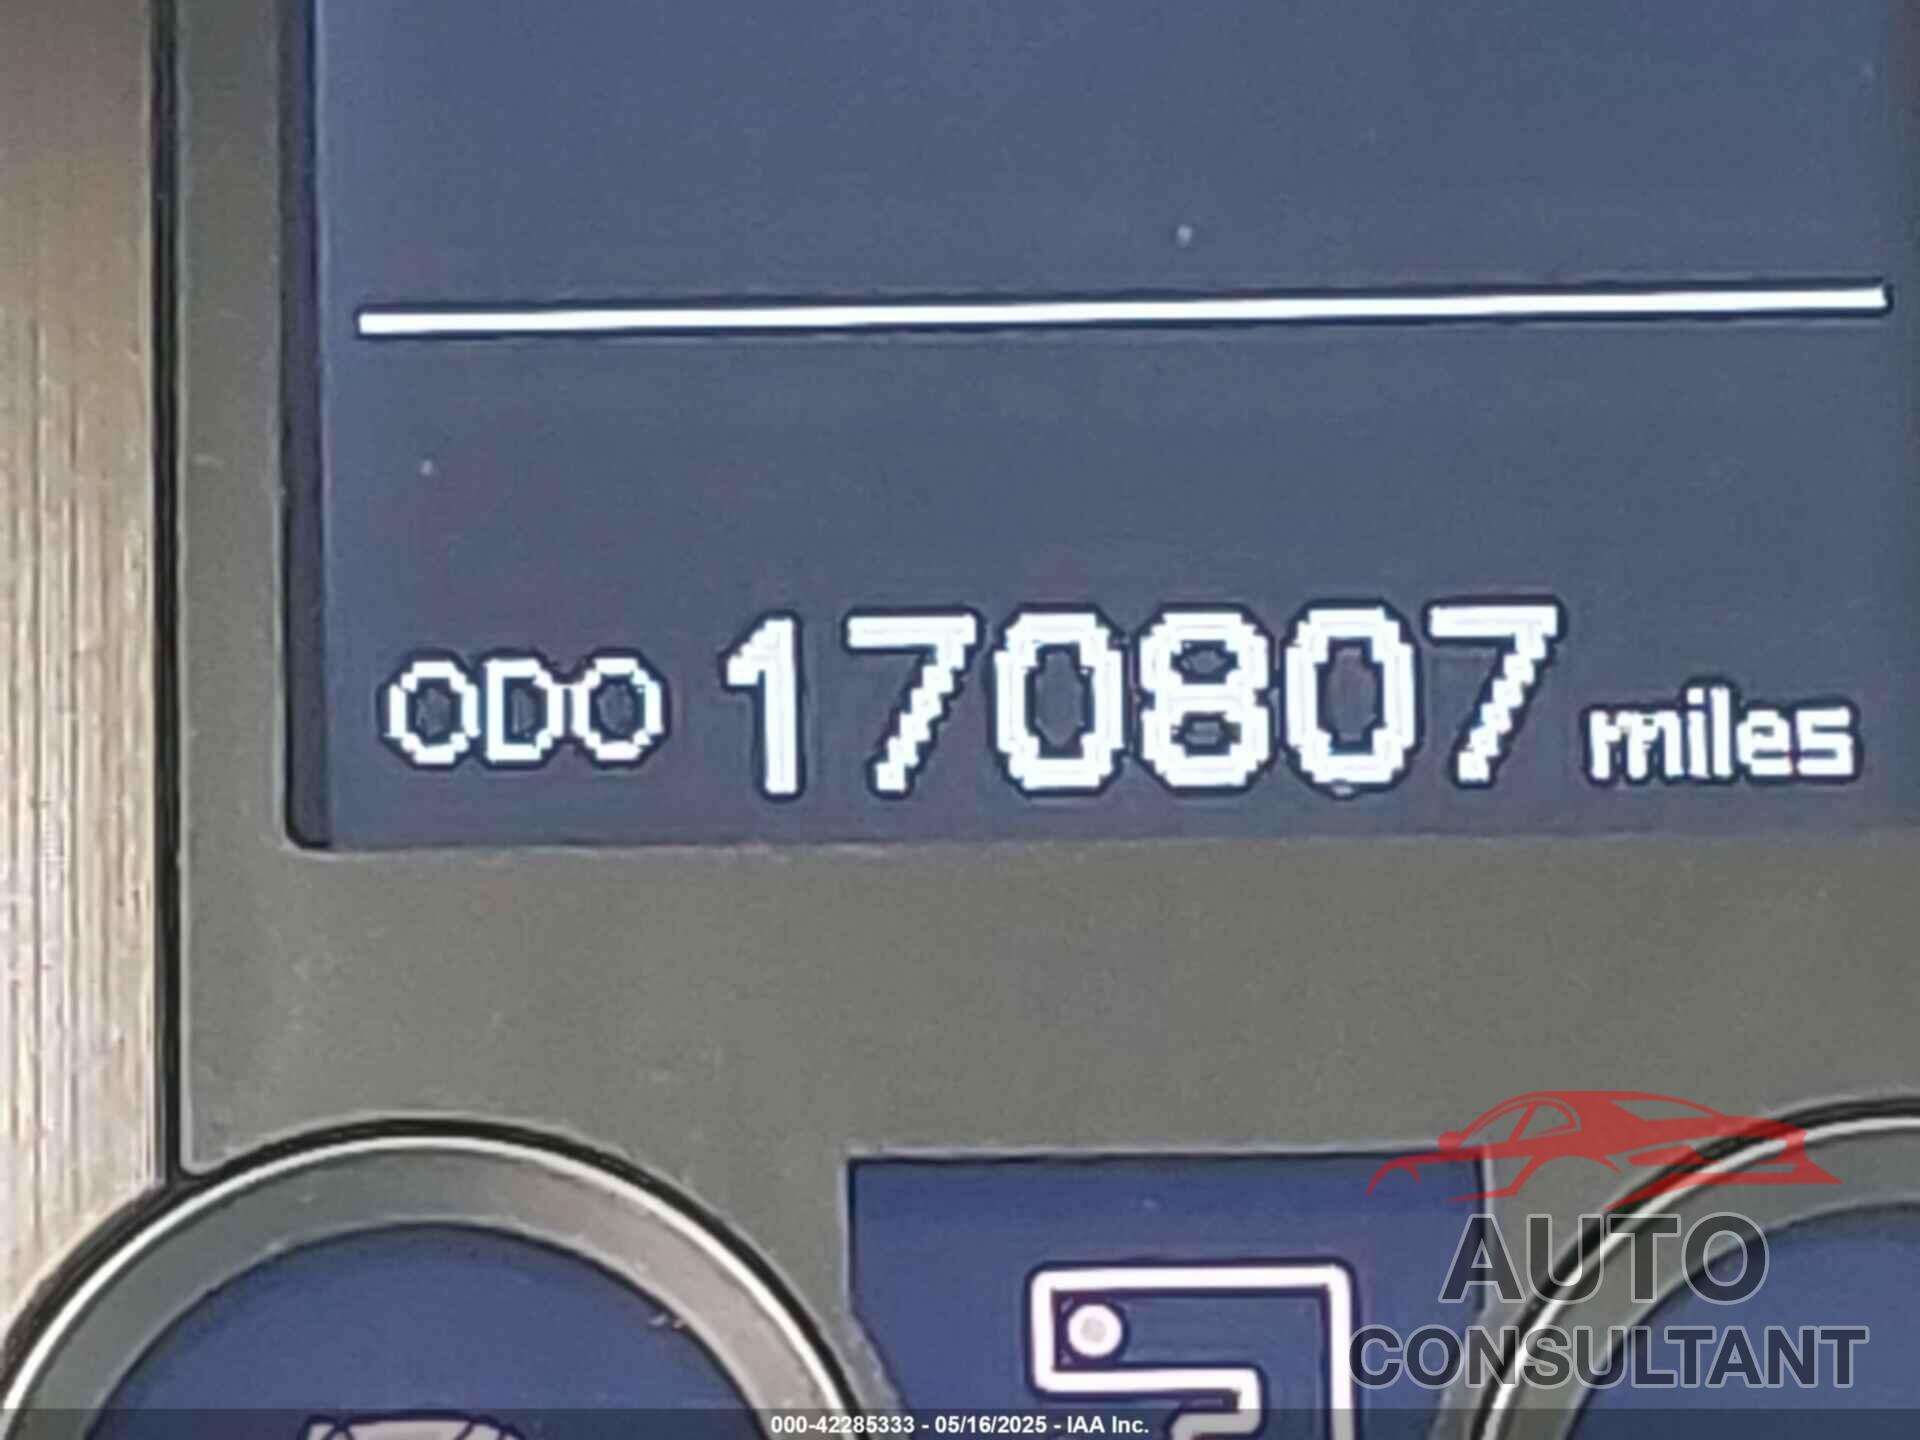 ODO 170807 miles
AUTO
CONSULTANT
000-42285333 - 05/16/2025 - IAA Inc.